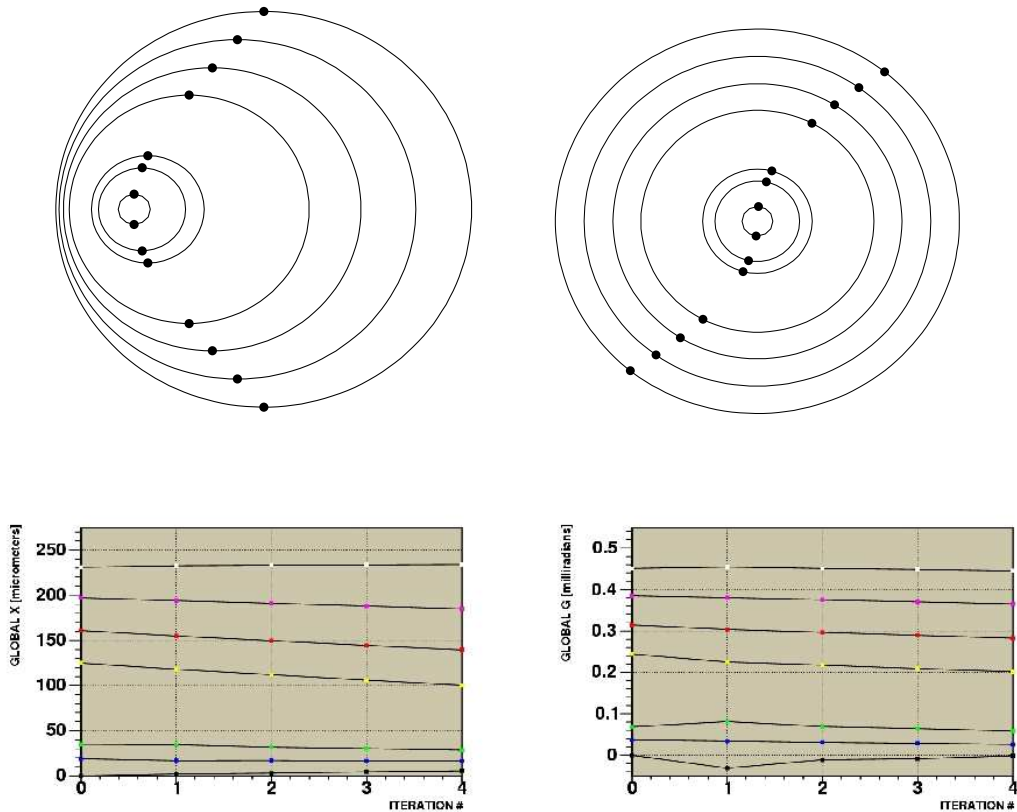 GLOBAL X [micrometers]
250
200
150
100
50
0
0 1 2 3 4
ITERATION #
GLOBAL G [milliradians]
0.5
0.4
0.3
0.2
0.1
0
0 1 2 3 4
ITERATION #